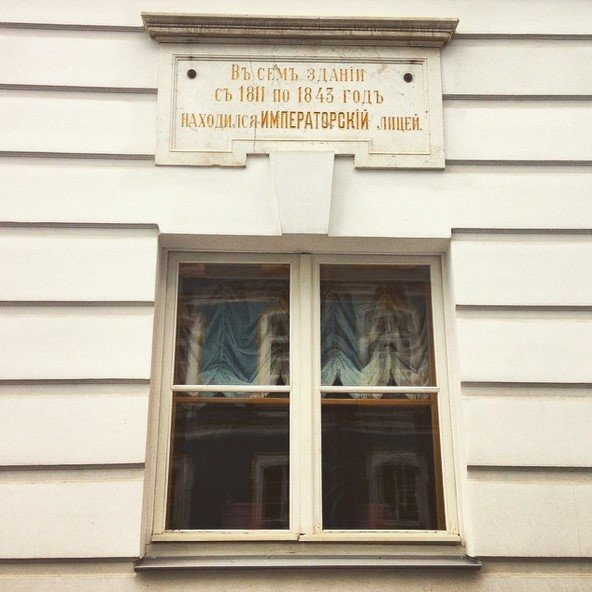 Въ семъ зданіи
съ 1811 по 1843 годъ
находился ИМПЕРАТОРСКІЙ лицей.